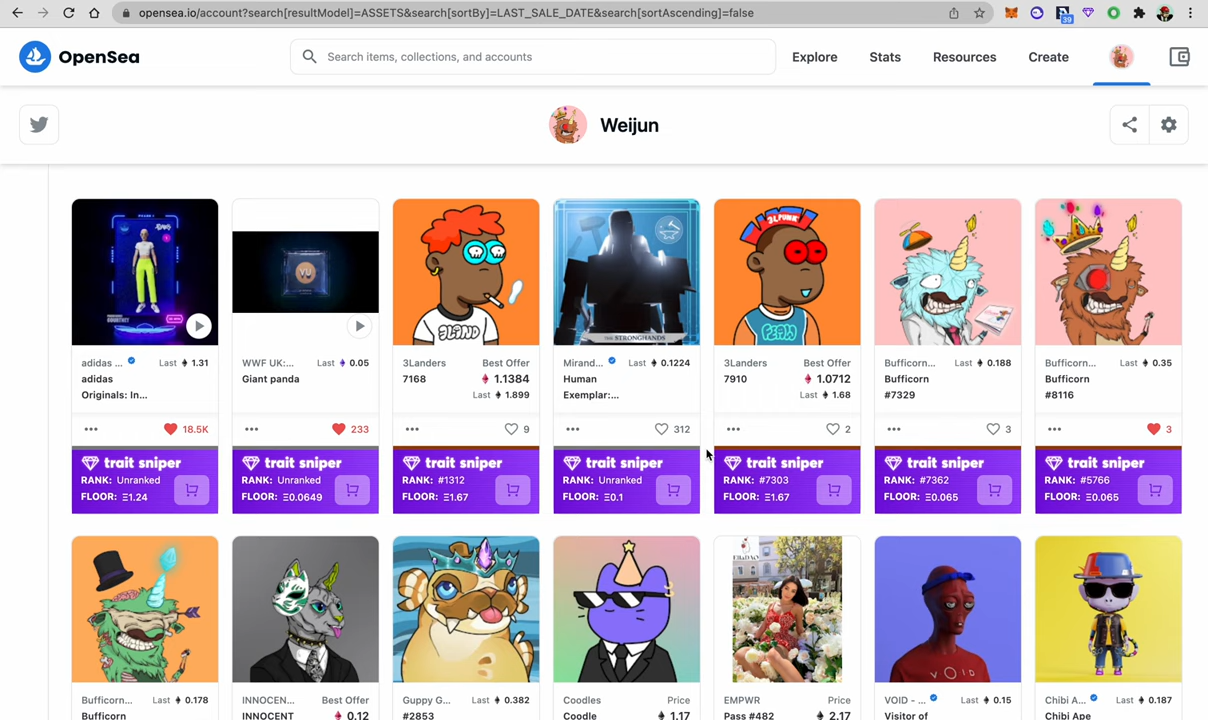 opensea.io/account?search[resultModel]=ASSETS&search[sortBy]=LAST_SALE_DATE&search[sortAscending]=false
39
OpenSea
Search items, collections, and accounts
Explore
Stats
Resources
Create
Weijun
adidas ...
Last 1.31
adidas
Originals: In...
18.5K
WWF UK:...
Last 0.05
Giant panda
233
3LAND
3Landers
Best Offer
7168
1.1384
Last 1.899
9
THE STRONGHANDS
Mirand...
Last 0.1224
Human
Exemplar:...
312
3LPUNK
3Landers
Best Offer
7910
1.0712
Last 1.68
2
Bufficorn...
Last 0.188
Bufficorn
#7329
3
Bufficorn...
Last 0.35
Bufficorn
#8116
3
trait sniper
RANK: Unranked
FLOOR: Ξ1.24
trait sniper
RANK: Unranked
FLOOR: Ξ0.0649
trait sniper
RANK: #1312
FLOOR: Ξ1.67
trait sniper
RANK: Unranked
FLOOR: Ξ0.1
trait sniper
RANK: #7303
FLOOR: Ξ1.67
trait sniper
RANK: #7362
FLOOR: Ξ0.065
trait sniper
RANK: #5766
FLOOR: Ξ0.065
Bufficorn...
Last 0.178
Bufficorn
INNOCEN...
Best Offer
INNOCENT
0.12
Guppy G...
Last 0.382
#2853
Coodles
Price
Coodle
1.17
EMPWR
Price
Pass #482
2.17
VOID
VOID - ...
Last 0.15
Visitor of
Chibi A...
Last 0.187
Chibi Ape